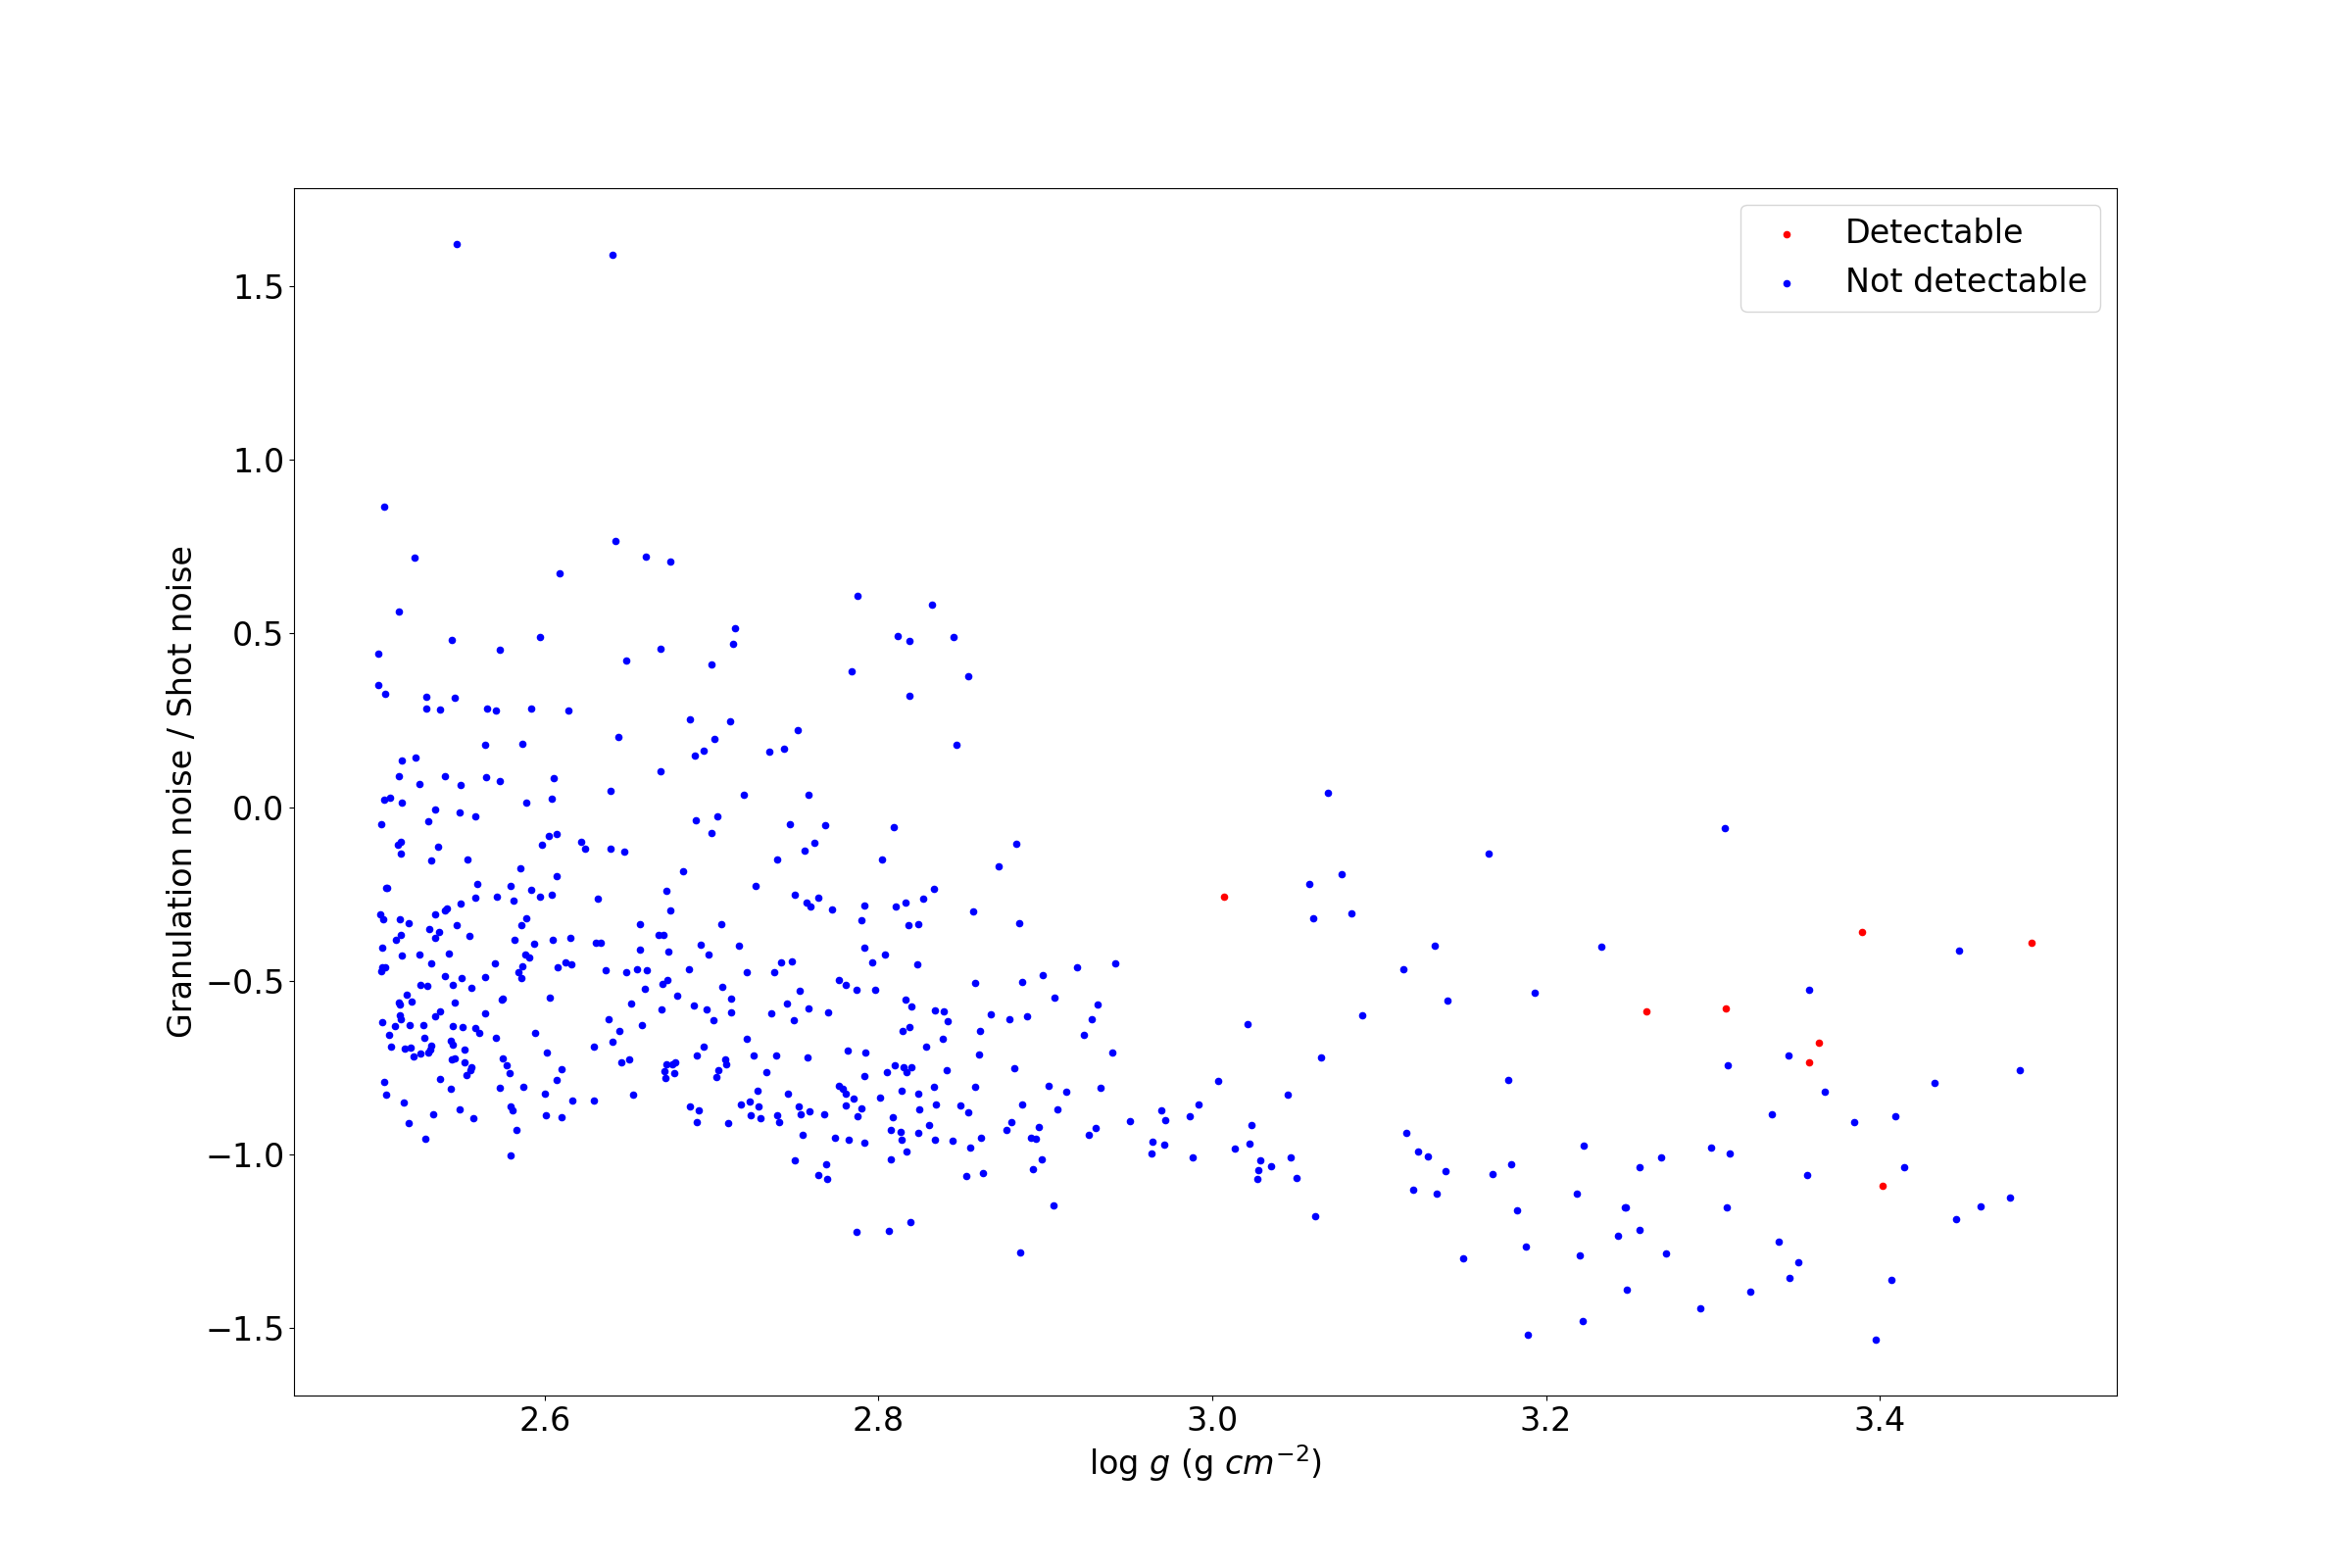 Detectable
Not detectable
1.5
1.0
0.5
0.0
−0.5
−1.0
−1.5
Granulation noise / Shot noise
2.6 2.8 3.0 3.2 3.4
log g (g cm⁻²)